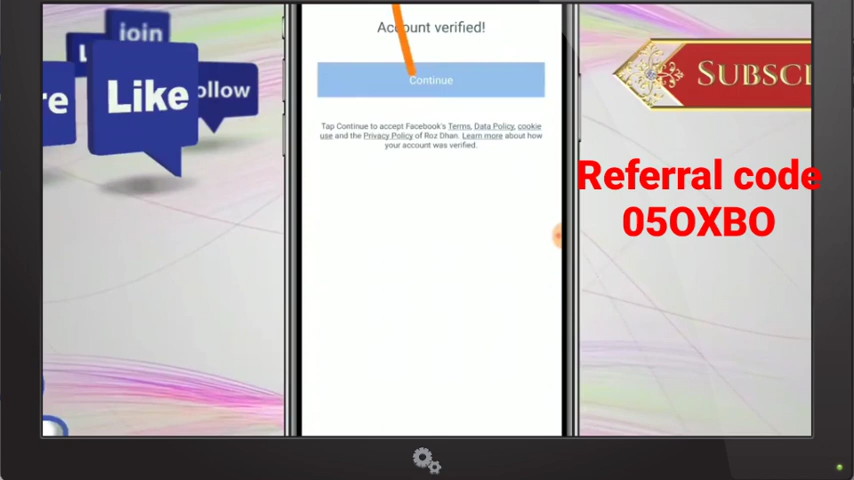 join
L
re
Like
ollow
Account verified!
Continue
Tap Continue to accept Facebook's Terms, Data Policy, cookie
use and the Privacy Policy of Roz Dhan. Learn more about how
your account was verified.
SUBSCL
Referral code
05OXBO